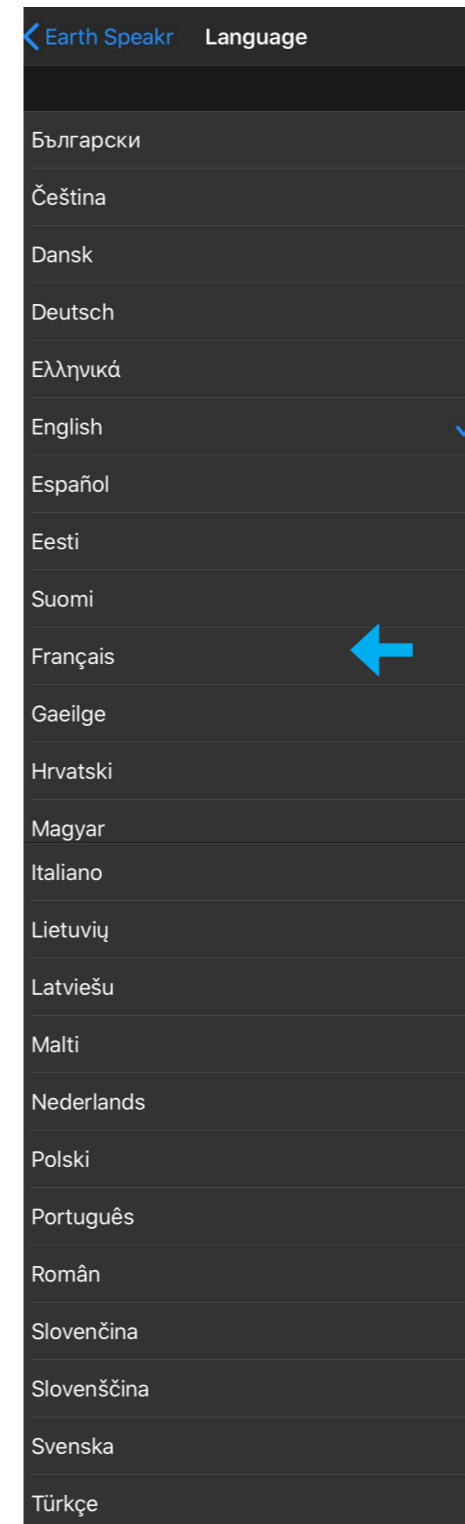 Earth Speakr Language
Български
Čeština
Dansk
Deutsch
Ελληνικά
English
Español
Eesti
Suomi
Français
Gaeilge
Hrvatski
Magyar
Italiano
Lietuvių
Latviešu
Malti
Nederlands
Polski
Português
Român
Slovenčina
Slovenščina
Svenska
Türkçe